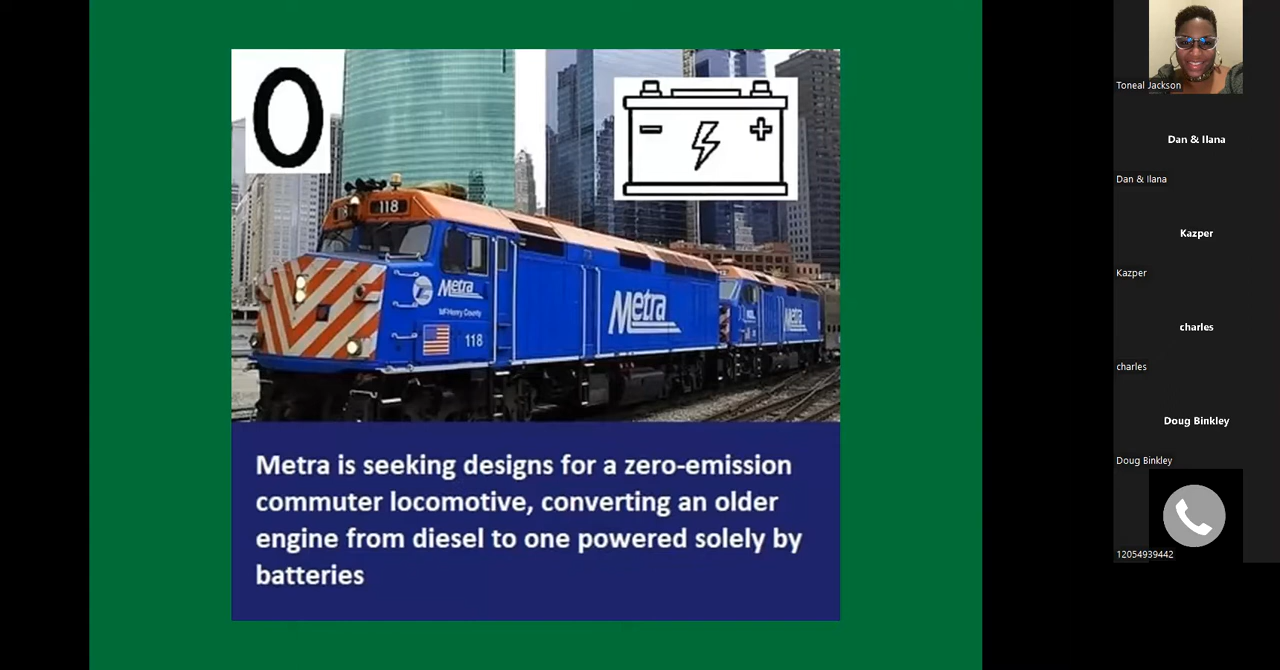 0
118
Metra
McHenry County
118
Metra
Metra
Metra is seeking designs for a zero-emission
commuter locomotive, converting an older
engine from diesel to one powered solely by
batteries
Toneal Jackson
Dan & Ilana
Dan & Ilana
Kazper
Kazper
charles
charles
Doug Binkley
Doug Binkley
12054939442